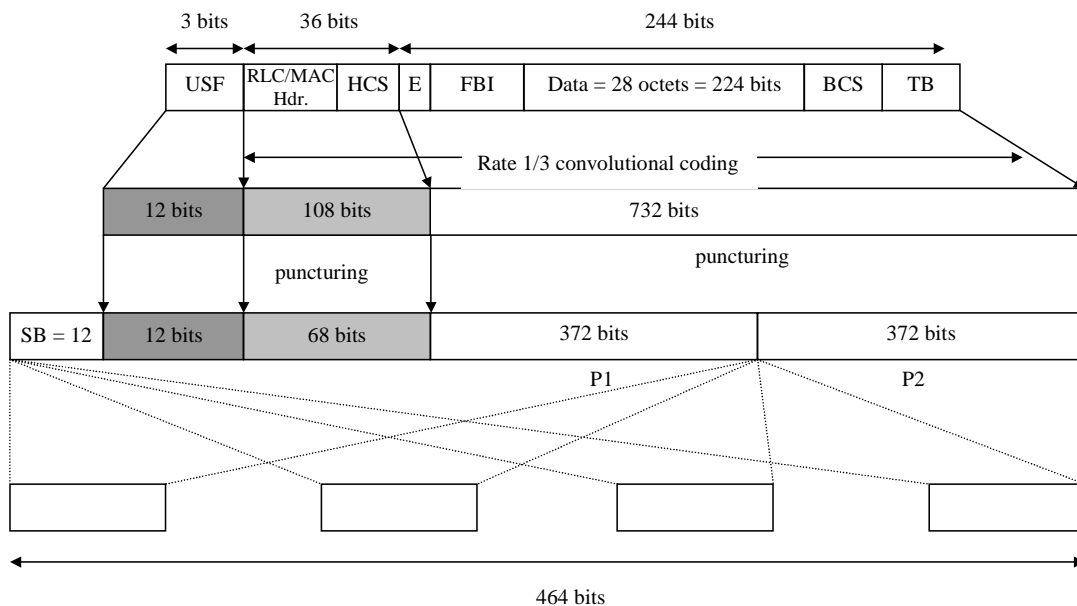 3 bits 36 bits 244 bits
USF RLC/MAC Hdr. HCS E FBI Data = 28 octets = 224 bits BCS TB
Rate 1/3 convolutional coding
12 bits 108 bits 732 bits
puncturing puncturing
SB = 12 12 bits 68 bits 372 bits 372 bits
P1 P2
464 bits